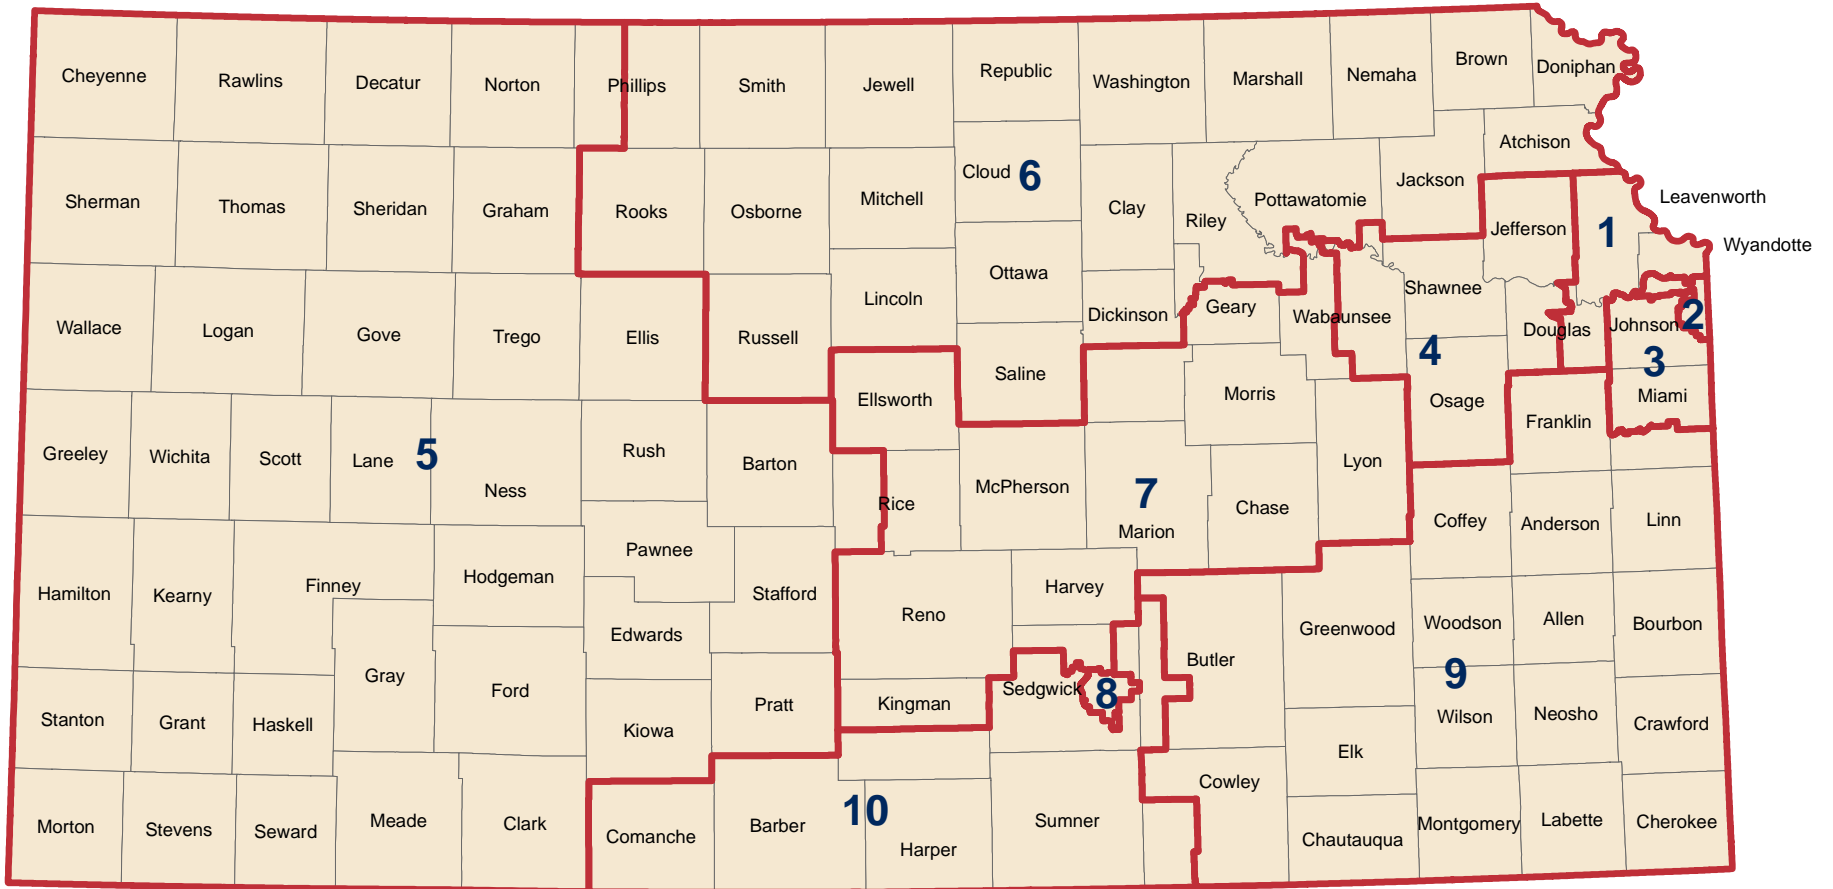 Cheyenne
Rawlins
Decatur
Norton
Phillips
Smith
Jewell
Republic
Washington
Marshall
Nemaha
Brown
Doniphan
Atchison
Sherman
Thomas
Sheridan
Graham
Rooks
Osborne
Mitchell
Cloud
6
Clay
Riley
Pottawatomie
Jackson
Jefferson
1
Leavenworth
Wyandotte
Wallace
Logan
Gove
Trego
Ellis
Russell
Lincoln
Ottawa
Dickinson
Geary
Wabaunsee
Shawnee
Douglas
Johnson
2
Saline
Ellsworth
Morris
4
Osage
Franklin
3
Miami
Greeley
Wichita
Scott
Lane
5
Ness
Rush
Barton
Rice
McPherson
7
Marion
Chase
Lyon
Coffey
Anderson
Linn
Hamilton
Kearny
Finney
Hodgeman
Pawnee
Edwards
Stafford
Reno
Harvey
Butler
Greenwood
Woodson
Allen
Bourbon
Stanton
Grant
Haskell
Gray
Ford
Kiowa
Pratt
Kingman
Sedgwick
8
9
Wilson
Neosho
Crawford
Elk
Cowley
Morton
Stevens
Seward
Meade
Clark
Comanche
Barber
10
Harper
Sumner
Chautauqua
Montgomery
Labette
Cherokee